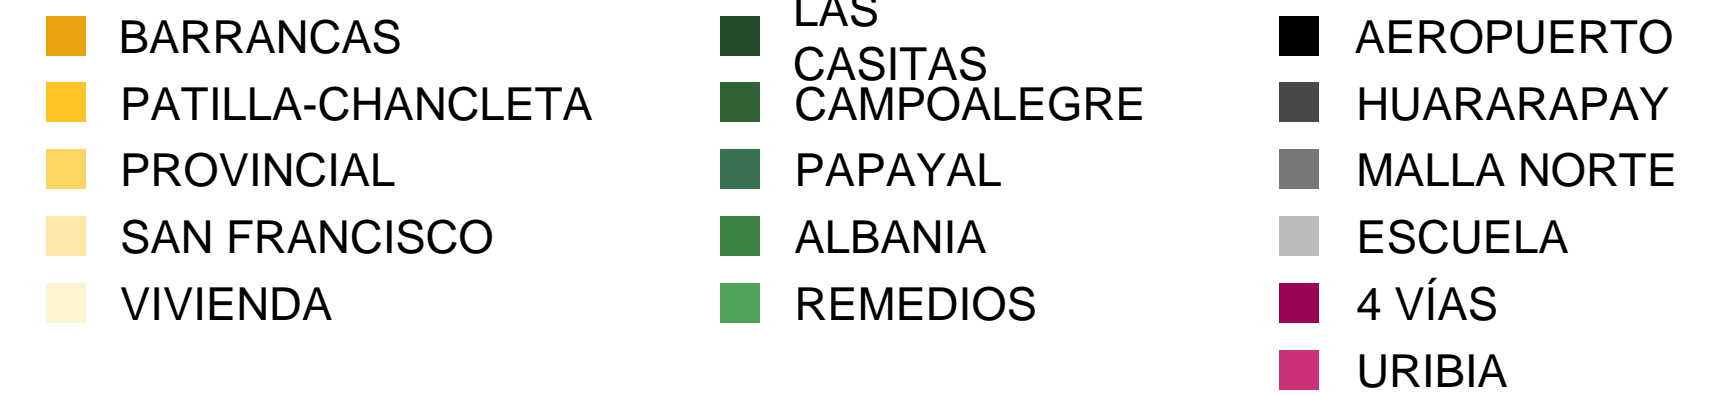 BARRANCAS
PATILLA-CHANCLETA
PROVINCIAL
SAN FRANCISCO
VIVIENDA
LAS
CASITAS
CAMPOALEGRE
PAPAYAL
ALBANIA
REMEDIOS
AEROPUERTO
HUARARAPAY
MALLA NORTE
ESCUELA
4 VÍAS
URIBIA